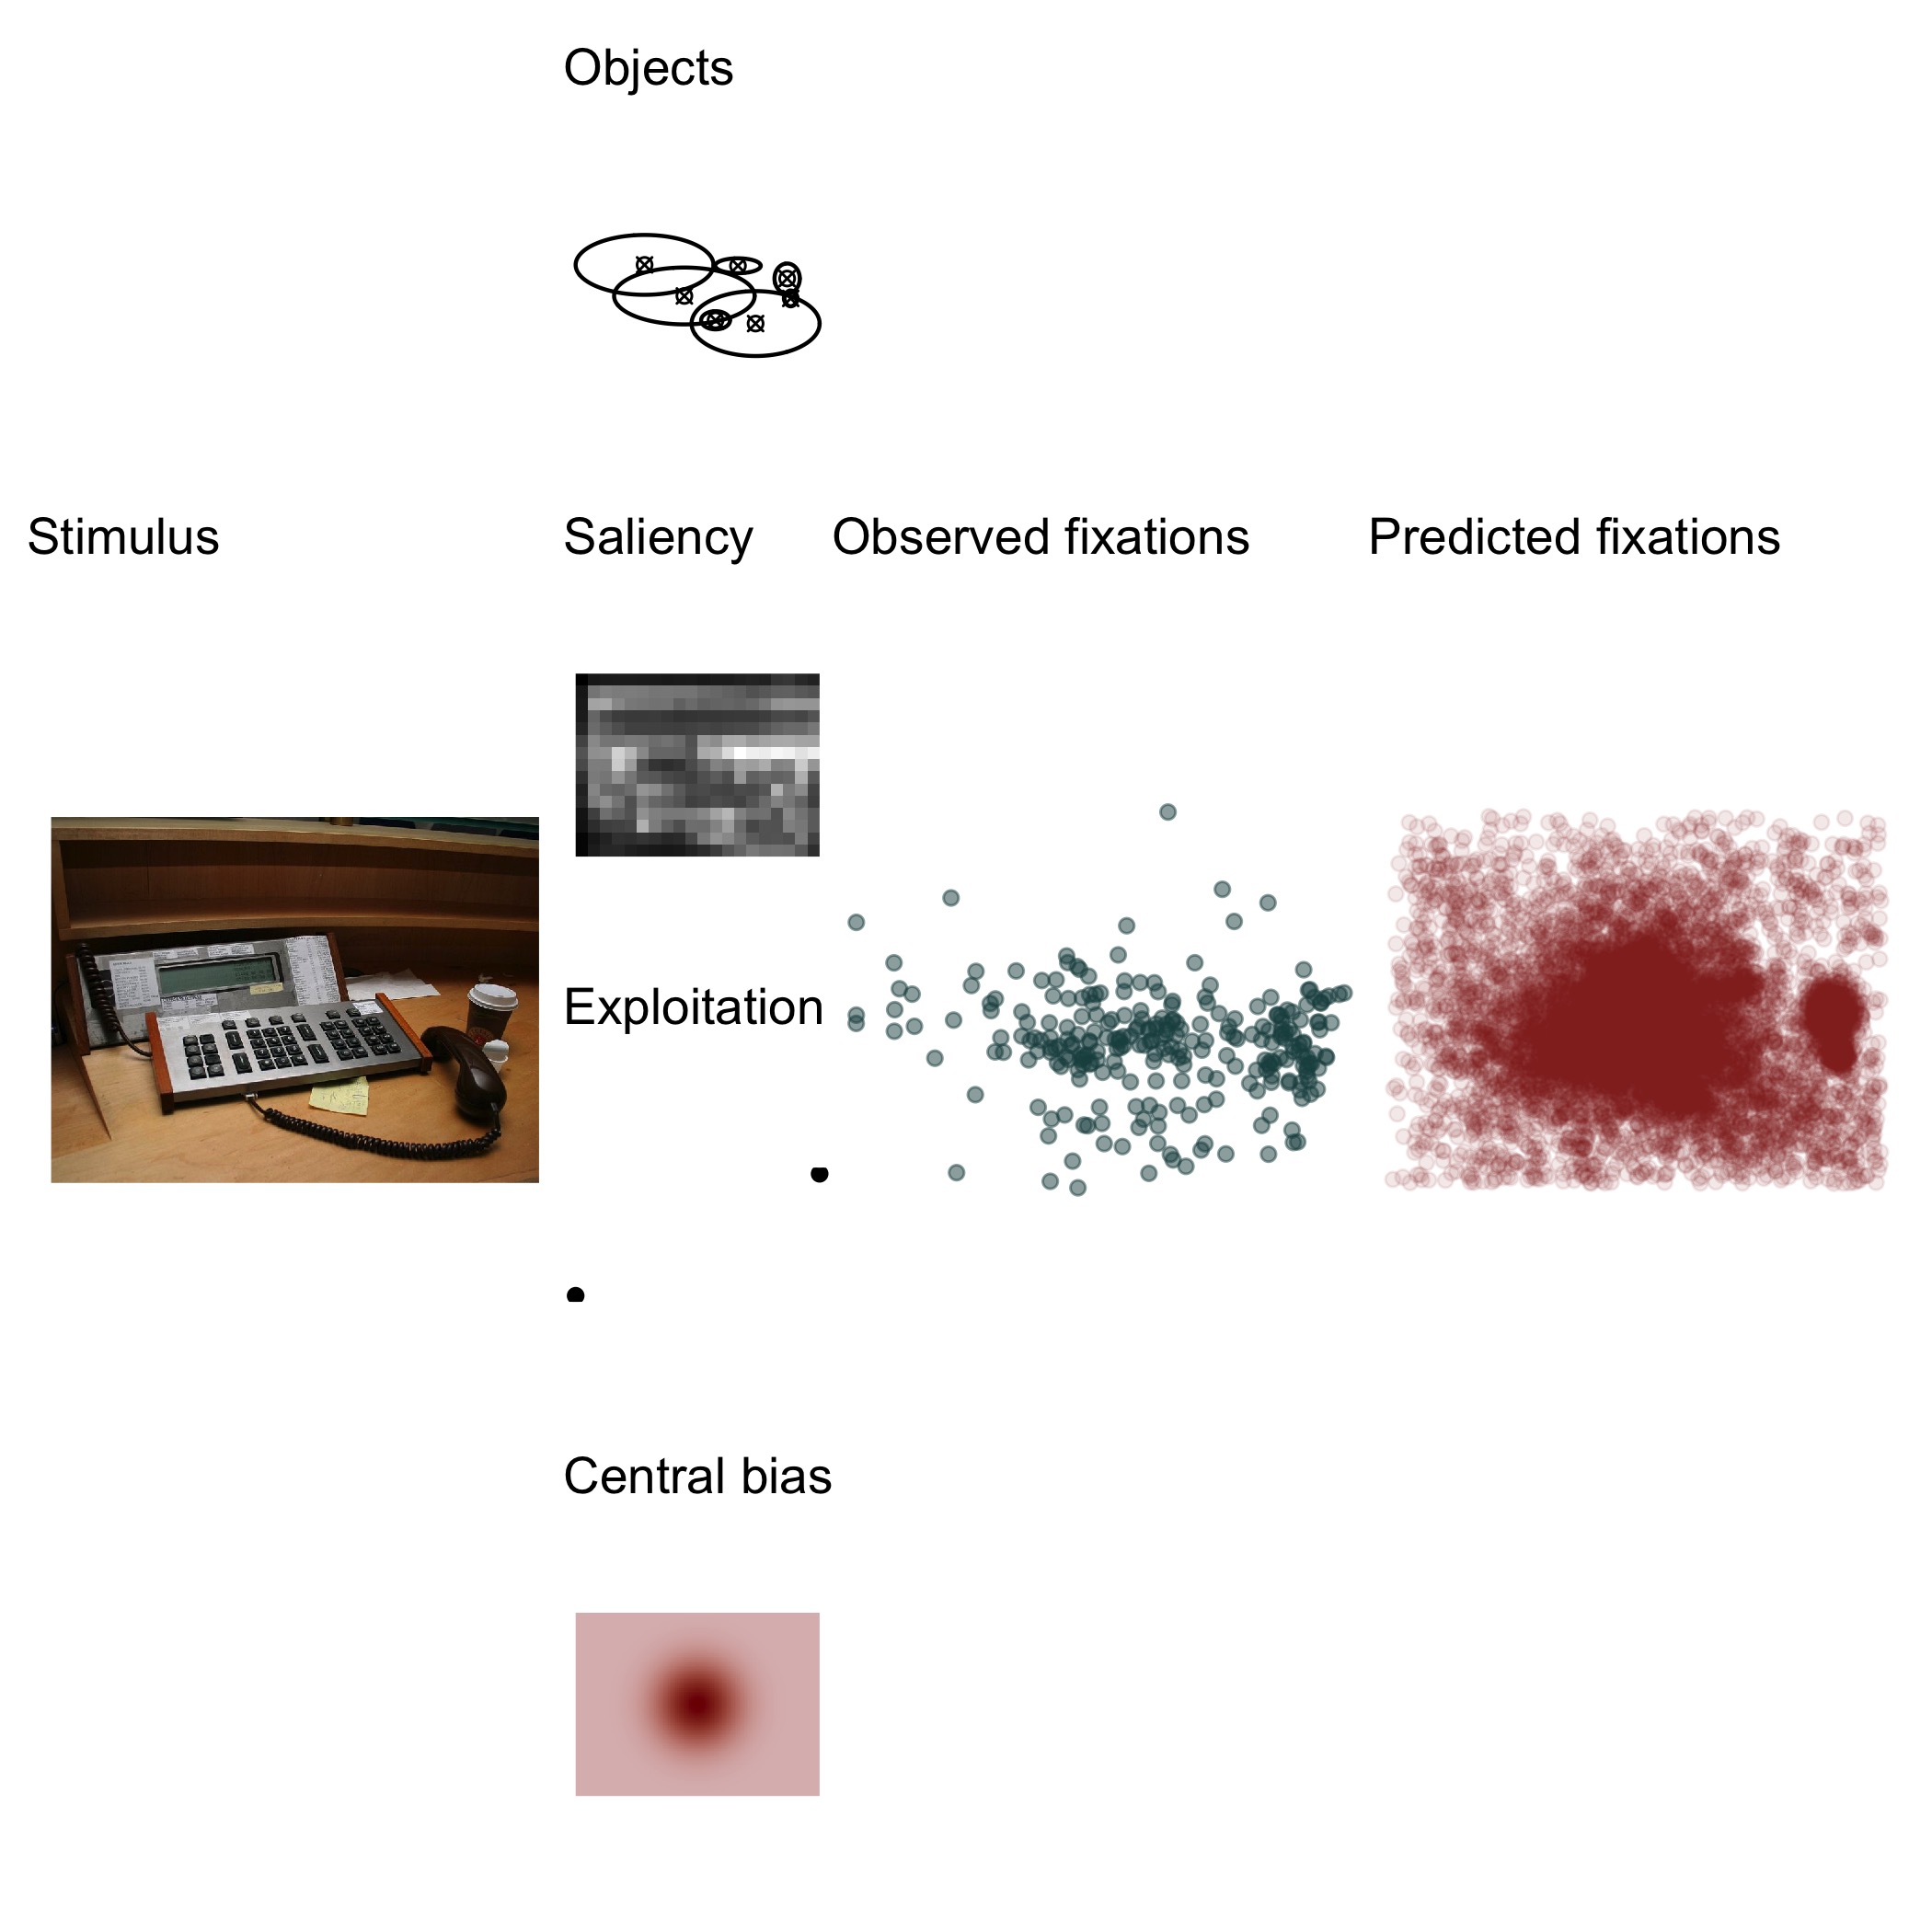 Objects
Stimulus
Saliency
Observed fixations
Predicted fixations
Exploitation
Central bias